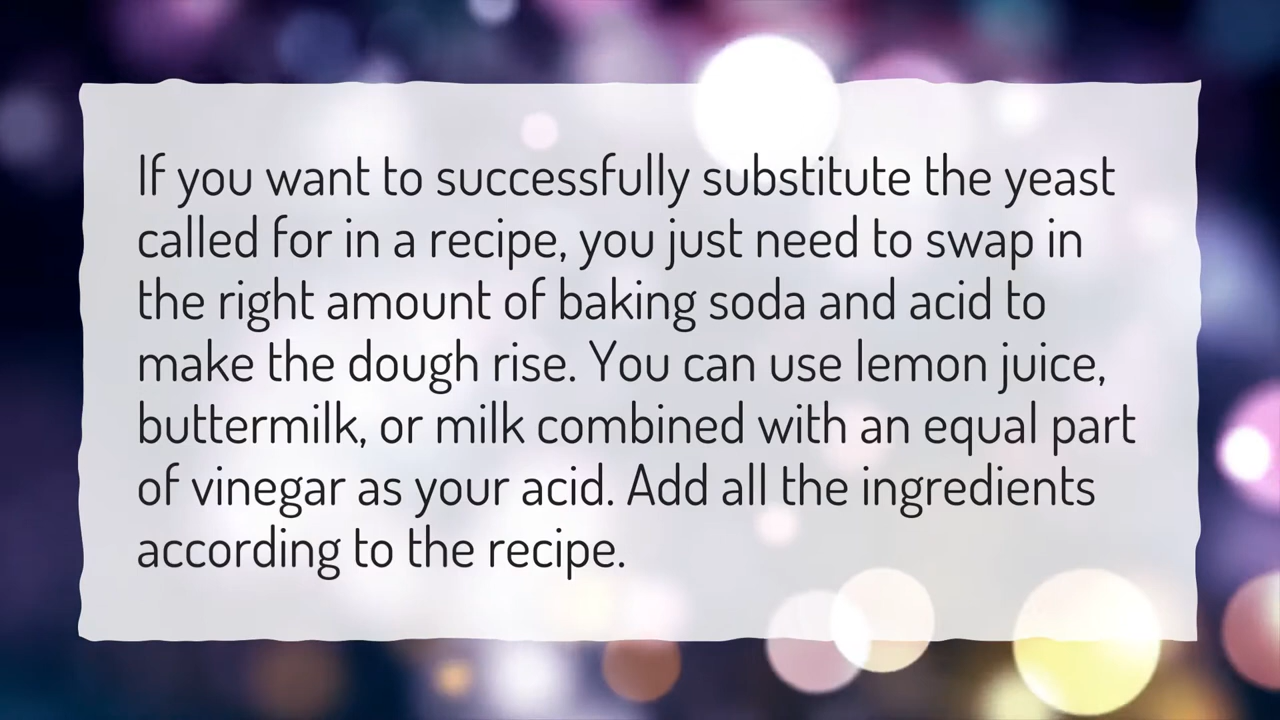 If you want to successfully substitute the yeast
called for in a recipe, you just need to swap in
the right amount of baking soda and acid to
make the dough rise. You can use lemon juice,
buttermilk, or milk combined with an equal part
of vinegar as your acid. Add all the ingredients
according to the recipe.